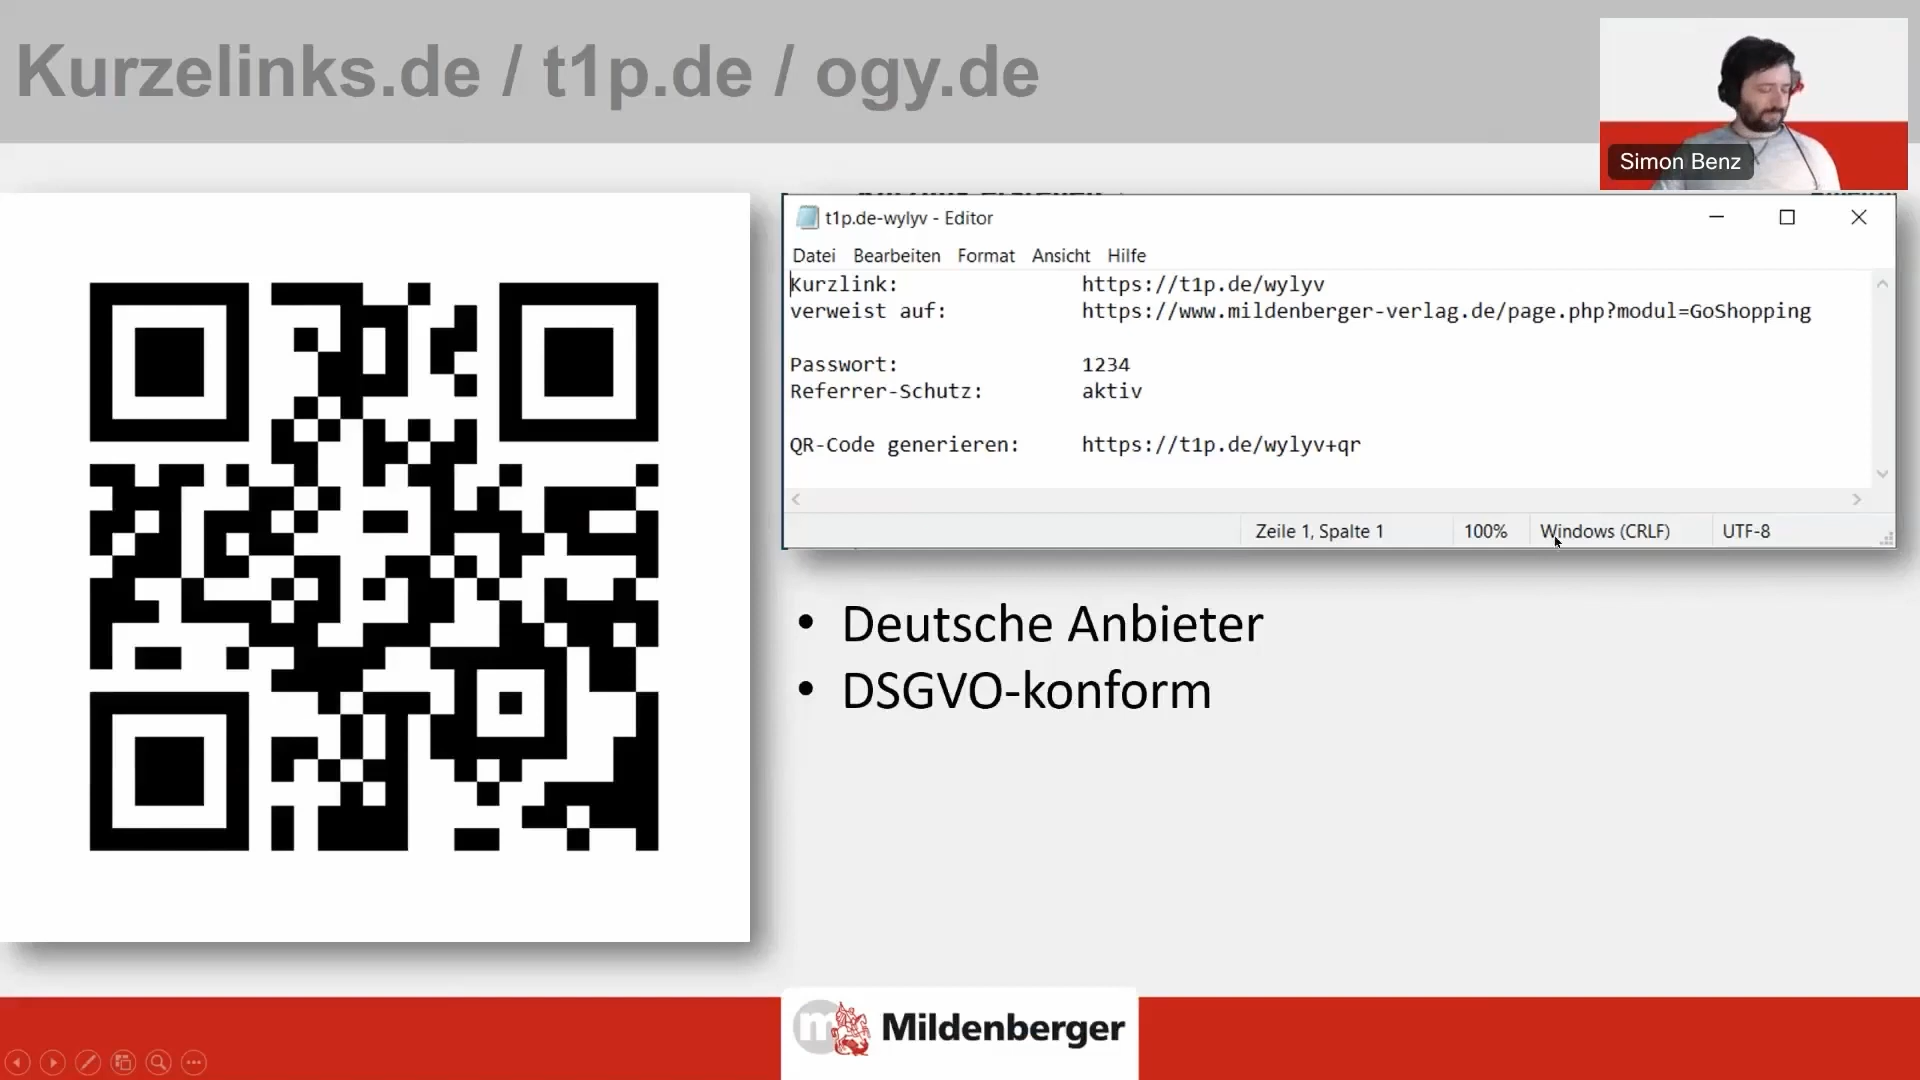 Kurzelinks.de / t1p.de / ogy.de
Simon Benz
t1p.de-wylyv - Editor
Datei Bearbeiten Format Ansicht Hilfe
Kurzlink: https://t1p.de/wylyv
verweist auf: https://www.mildenberger-verlag.de/page.php?modul=GoShopping
Passwort: 1234
Referrer-Schutz: aktiv
QR-Code generieren: https://t1p.de/wylyv+qr
Zeile 1, Spalte 1 100% Windows (CRLF) UTF-8
• Deutsche Anbieter
• DSGVO-konform
m Mildenberger